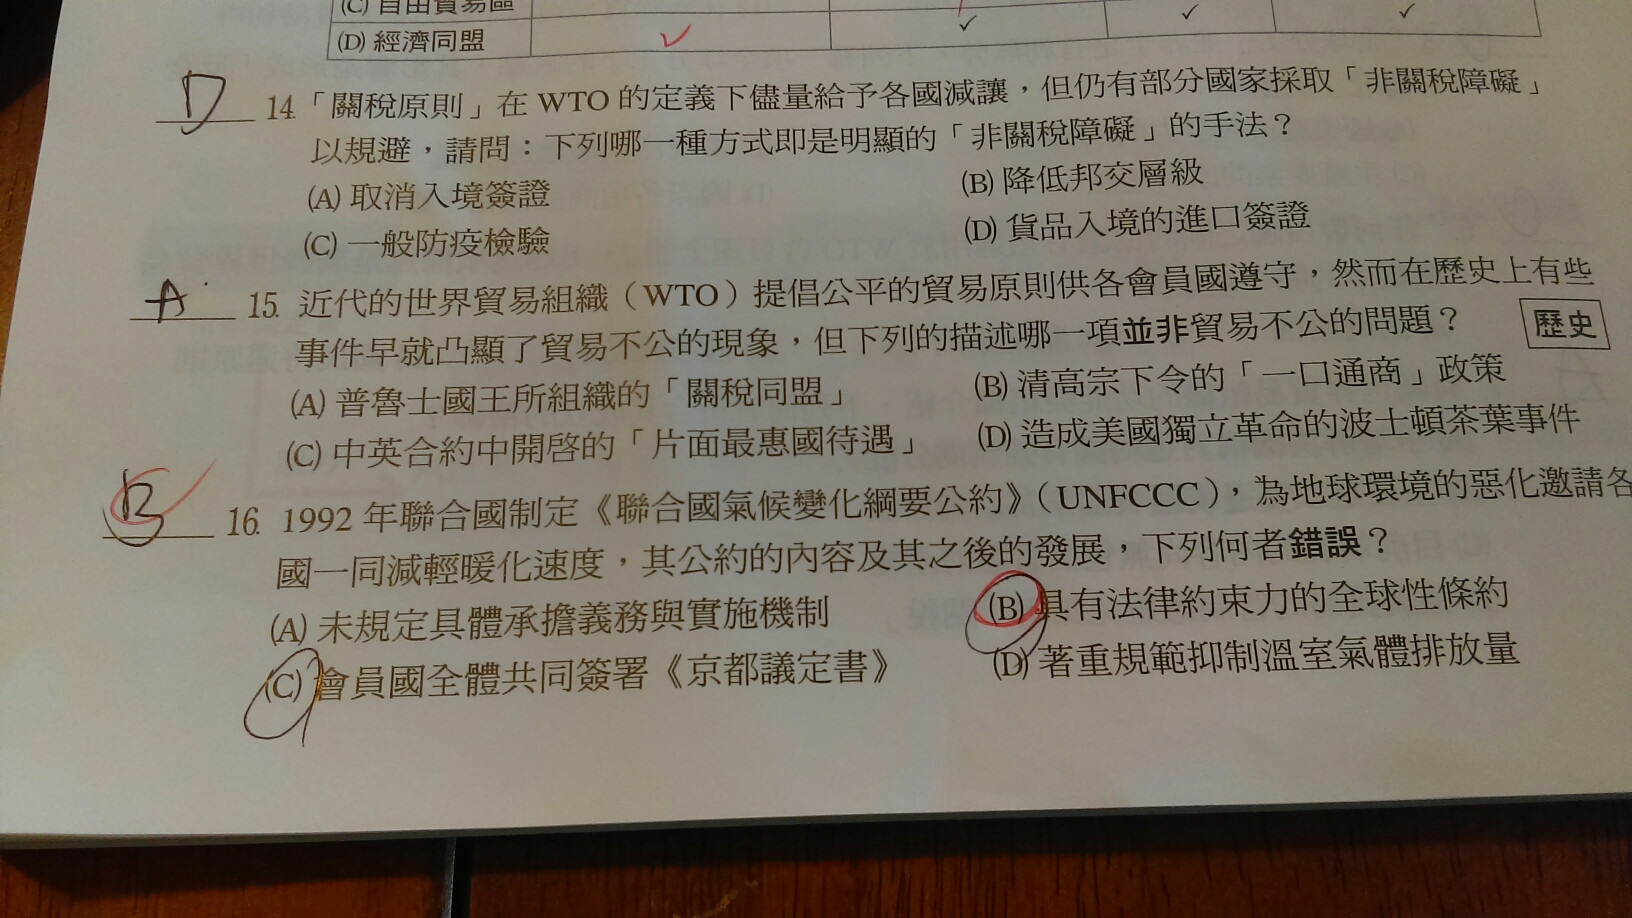 (C) 自由貿易區
(D) 經濟同盟 ✓ ✓ ✓ ✓
D 14. 「關稅原則」在 WTO 的定義下儘量給予各國減讓，但仍有部分國家採取「非關稅障礙」
以規避，請問：下列哪一種方式即是明顯的「非關稅障礙」的手法？
(A) 取消入境簽證 (B) 降低邦交層級
(C) 一般防疫檢驗 (D) 貨品入境的進口簽證
A 15. 近代的世界貿易組織（WTO）提倡公平的貿易原則供各會員國遵守，然而在歷史上有些
事件早就凸顯了貿易不公的現象，但下列的描述哪一項並非貿易不公的問題？ 歷史
(A) 普魯士國王所組織的「關稅同盟」 (B) 清高宗下令的「一口通商」政策
(C) 中英合約中開啓的「片面最惠國待遇」 (D) 造成美國獨立革命的波士頓茶葉事件
B 16. 1992 年聯合國制定《聯合國氣候變化綱要公約》（UNFCCC），為地球環境的惡化邀請各
國一同減輕暖化速度，其公約的內容及其之後的發展，下列何者錯誤？
(A) 未規定具體承擔義務與實施機制 (B) 具有法律約束力的全球性條約
(C) 會員國全體共同簽署《京都議定書》 (D) 著重規範抑制溫室氣體排放量